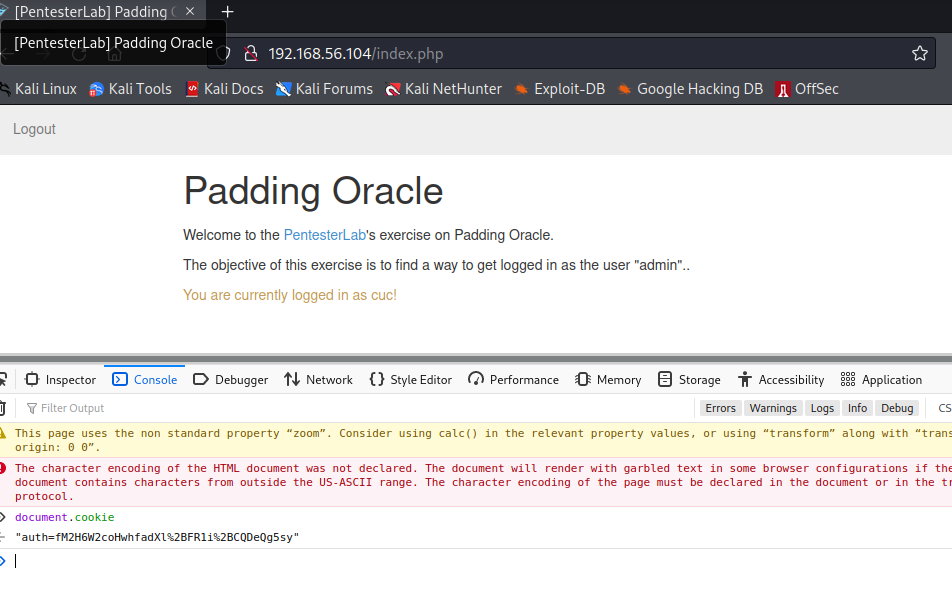 [PentesterLab] Padding (
[PentesterLab] Padding Oracle
192.168.56.104/index.php
Kali Linux Kali Tools Kali Docs Kali Forums Kali NetHunter Exploit-DB Google Hacking DB OffSec
Logout
Padding Oracle
Welcome to the PentesterLab's exercise on Padding Oracle.
The objective of this exercise is to find a way to get logged in as the user "admin"..
You are currently logged in as cuc!
Inspector Console Debugger Network Style Editor Performance Memory Storage Accessibility Application
Filter Output Errors Warnings Logs Info Debug CS
This page uses the non standard property “zoom”. Consider using calc() in the relevant property values, or using “transform” along with “trans
origin: 0 0”.
The character encoding of the HTML document was not declared. The document will render with garbled text in some browser configurations if the
document contains characters from outside the US-ASCII range. The character encoding of the page must be declared in the document or in the tr
protocol.
document.cookie
"auth=fM2H6W2coHwhfadXl%2BFR1i%2BCQDeQg5sy"